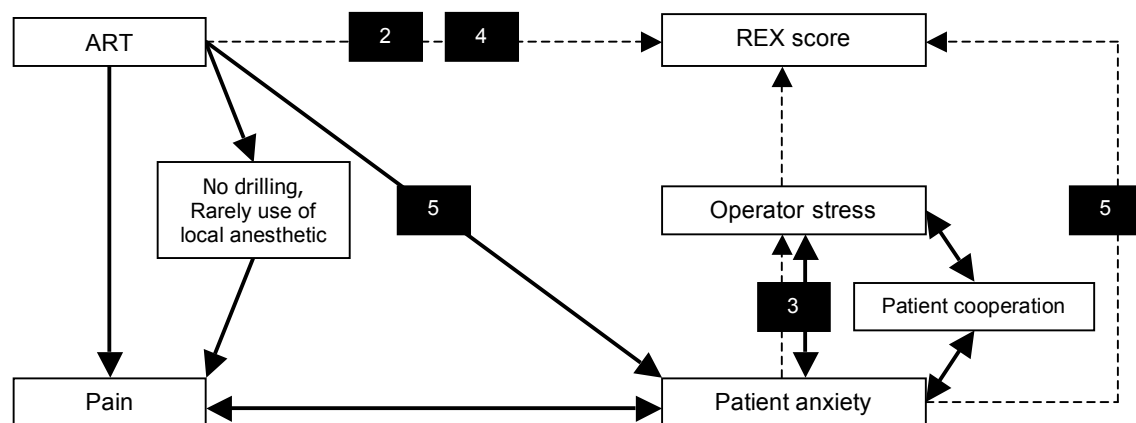 ART
2
4
REX score
No drilling,
Rarely use of
local anesthetic
5
Operator stress
5
3
Patient cooperation
Pain
Patient anxiety